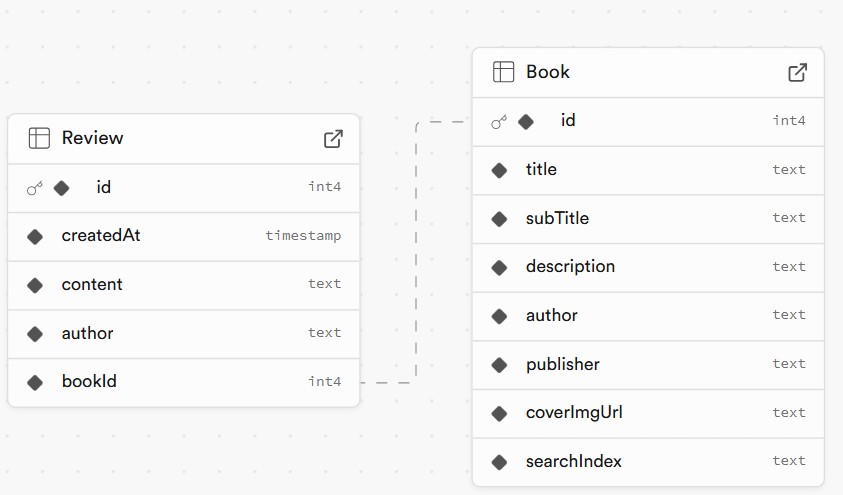 Review
id int4
createdAt timestamp
content text
author text
bookId int4
Book
id int4
title text
subTitle text
description text
author text
publisher text
coverImgUrl text
searchIndex text